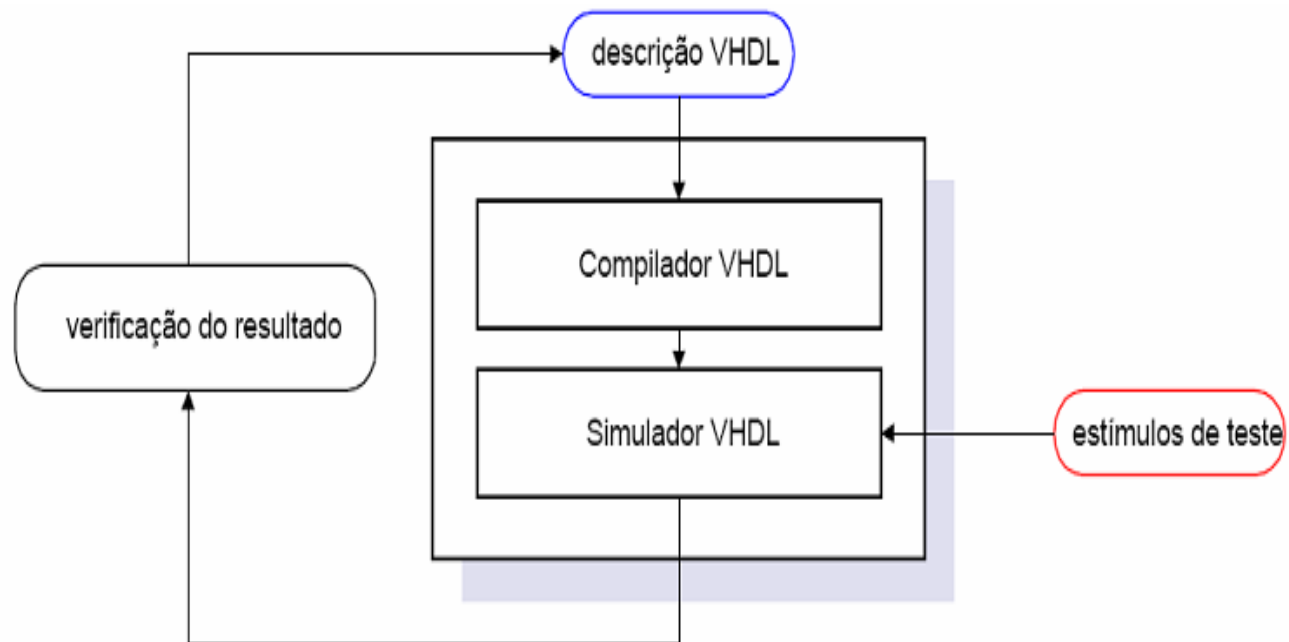 descrição VHDL
Compilador VHDL
verificação do resultado
Simulador VHDL
estímulos de teste